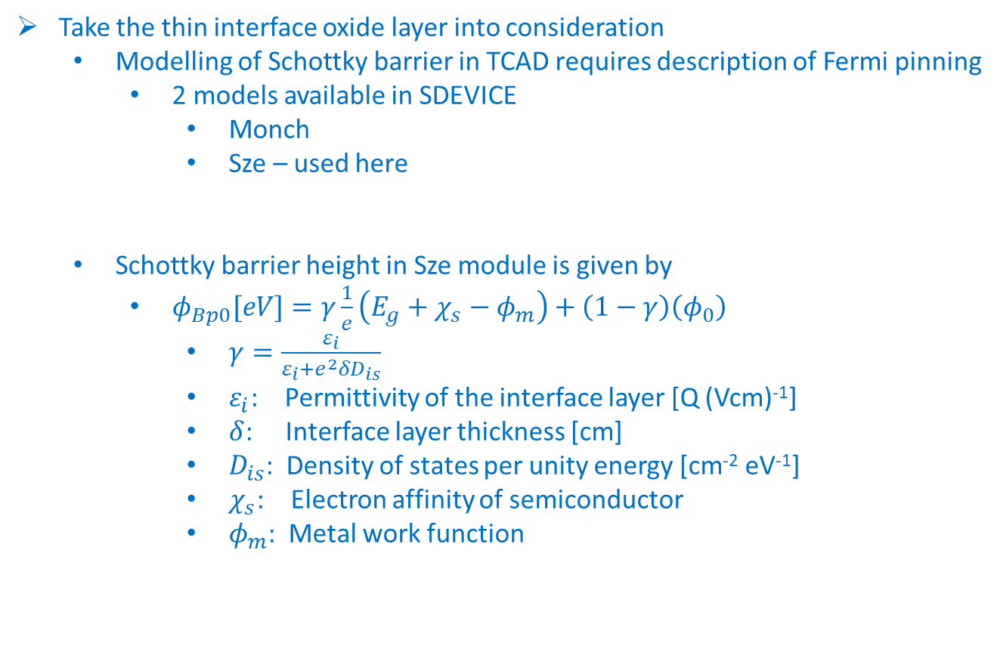 ➢ Take the thin interface oxide layer into consideration
• Modelling of Schottky barrier in TCAD requires description of Fermi pinning
• 2 models available in SDEVICE
• Monch
• Sze – used here
• Schottky barrier height in Sze module is given by
• $\phi_{Bp0}[eV] = \gamma \frac{1}{e}(E_g + \chi_s - \phi_m) + (1 - \gamma)(\phi_0)$
• $\gamma = \frac{\varepsilon_i}{\varepsilon_i + e^2 \delta D_{is}}$
• $\varepsilon_i$: Permittivity of the interface layer [Q (Vcm)⁻¹]
• $\delta$: Interface layer thickness [cm]
• $D_{is}$: Density of states per unity energy [cm⁻² eV⁻¹]
• $\chi_s$: Electron affinity of semiconductor
• $\phi_m$: Metal work function